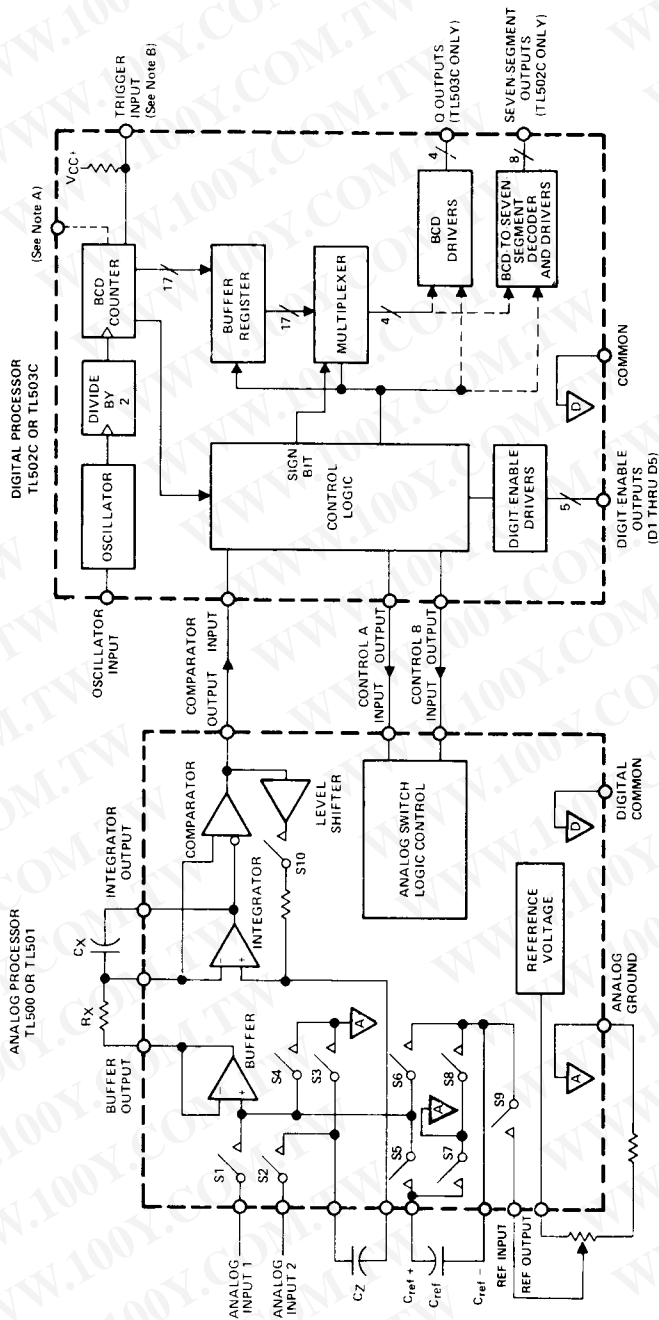 ANALOG PROCESSOR
TL500 OR TL501
BUFFER
OUTPUT
RX
CX
INTEGRATOR
OUTPUT
ANALOG
INPUT 1
ANALOG
INPUT 2
CZ
Cref +
Cref
Cref –
REF INPUT
REF OUTPUT
S1
S2
BUFFER
–
+
S4
S3
A
S5
S6
A
S7
S8
S9
INTEGRATOR
–
+
COMPARATOR
S10
LEVEL
SHIFTER
ANALOG SWITCH
LOGIC CONTROL
REFERENCE
VOLTAGE
A
D
ANALOG
GROUND
DIGITAL
COMMON
COMPARATOR
OUTPUT INPUT
CONTROL A
INPUT OUTPUT
CONTROL B
INPUT OUTPUT
DIGITAL PROCESSOR
TL502C OR TL503C
OSCILLATOR
INPUT
OSCILLATOR
DIVIDE
BY
2
BCD
COUNTER
(See Note A)
VCC+
TRIGGER
INPUT
(See Note B)
17
BUFFER
REGISTER
17
MULTIPLEXER
4
SIGN
BIT
CONTROL
LOGIC
DIGIT-ENABLE
DRIVERS
5
DIGIT-ENABLE
OUTPUTS
(D1 THRU D5)
D
COMMON
BCD
DRIVERS
4
Q OUTPUTS
(TL503C ONLY)
BCD-TO SEVEN-
SEGMENT
DECODER
AND DRIVERS
8
SEVEN-SEGMENT
OUTPUTS
(TL502C ONLY)
WWW.100Y.COM.TW